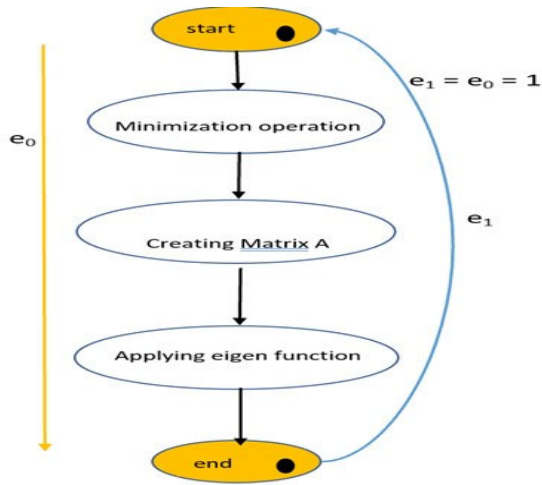 start
e₁ = e₀ = 1
Minimization operation
e₀
e₁
Creating Matrix A
Applying eigen function
end